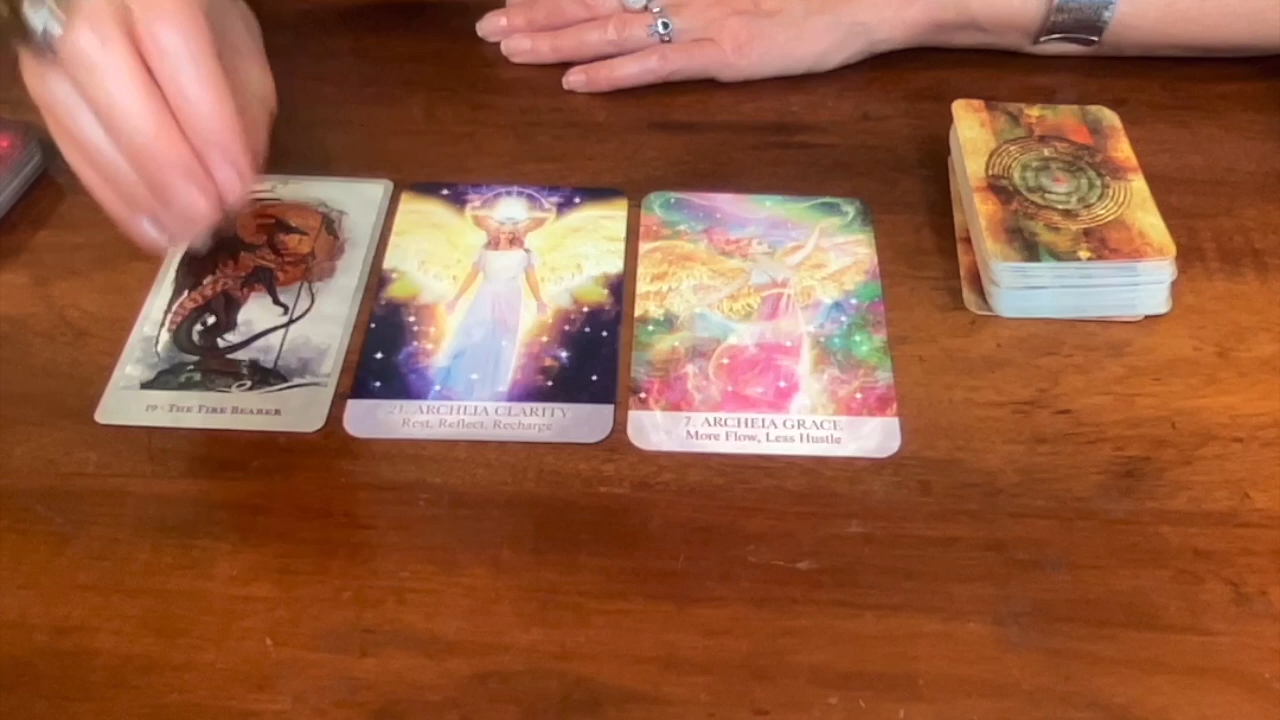 19 · THE FIRE BEARER
21. ARCHEIA CLARITY
Rest, Reflect, Recharge
7. ARCHEIA GRACE
More Flow, Less Hustle